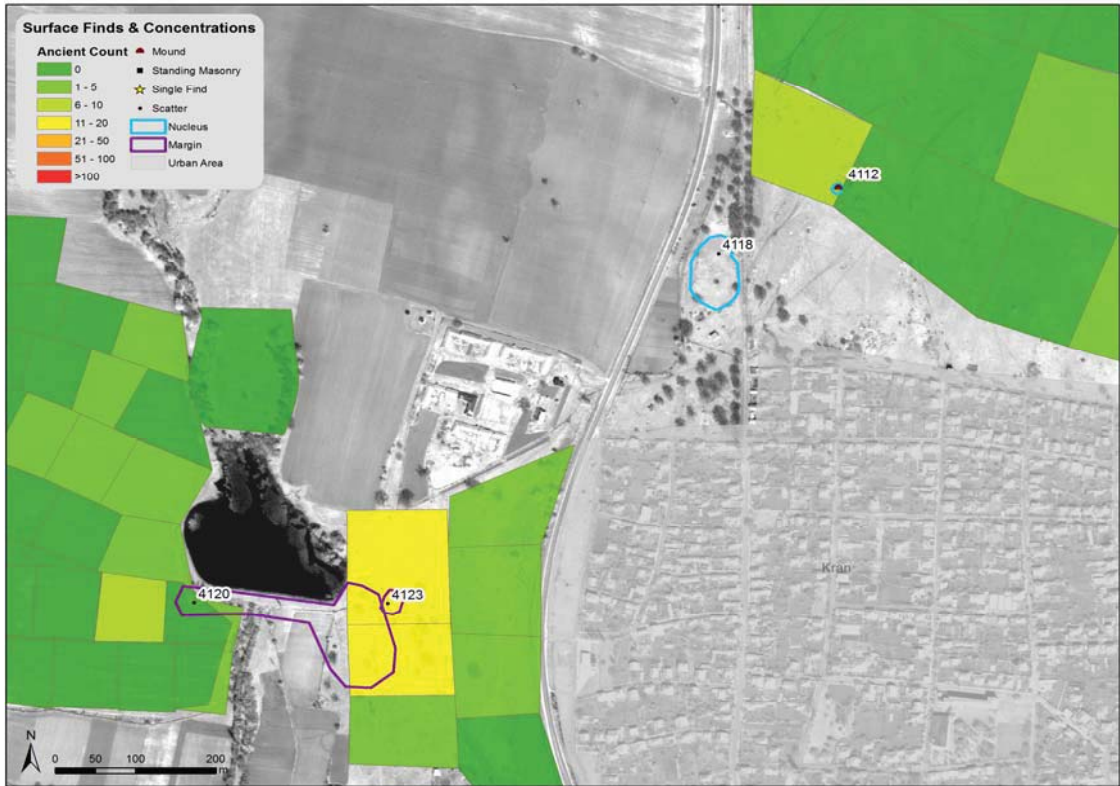 Surface Finds & Concentrations
Ancient Count
0
1 - 5
6 - 10
11 - 20
21 - 50
51 - 100
>100
Mound
Standing Masonry
Single Find
Scatter
Nucleus
Margin
Urban Area
4112
4118
Kran
4120
4123
N
0 50 100 200
m